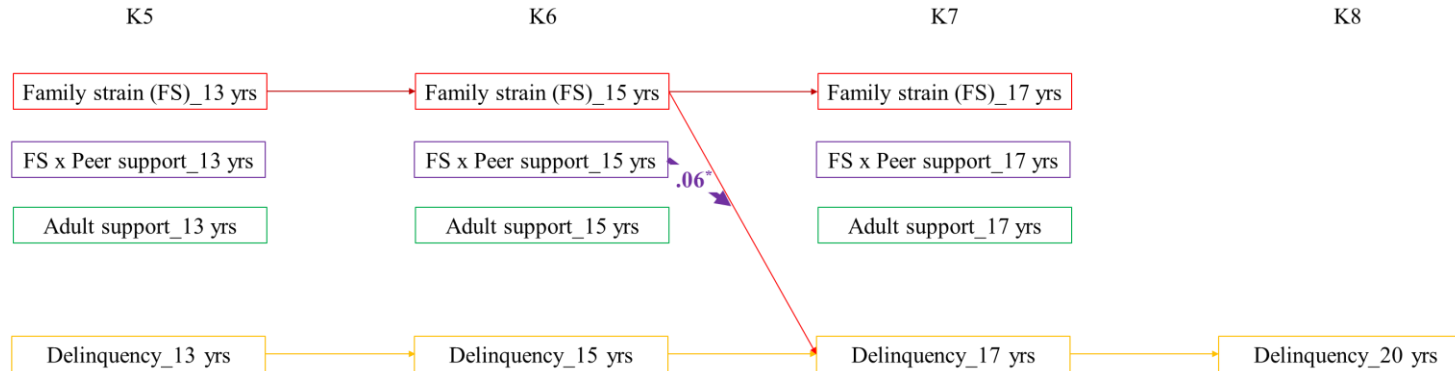 K5 K6 K7 K8
Family strain (FS)_13 yrs Family strain (FS)_15 yrs Family strain (FS)_17 yrs
FS x Peer support_13 yrs FS x Peer support_15 yrs FS x Peer support_17 yrs
.06*
Adult support_13 yrs Adult support_15 yrs Adult support_17 yrs
Delinquency_13 yrs Delinquency_15 yrs Delinquency_17 yrs Delinquency_20 yrs